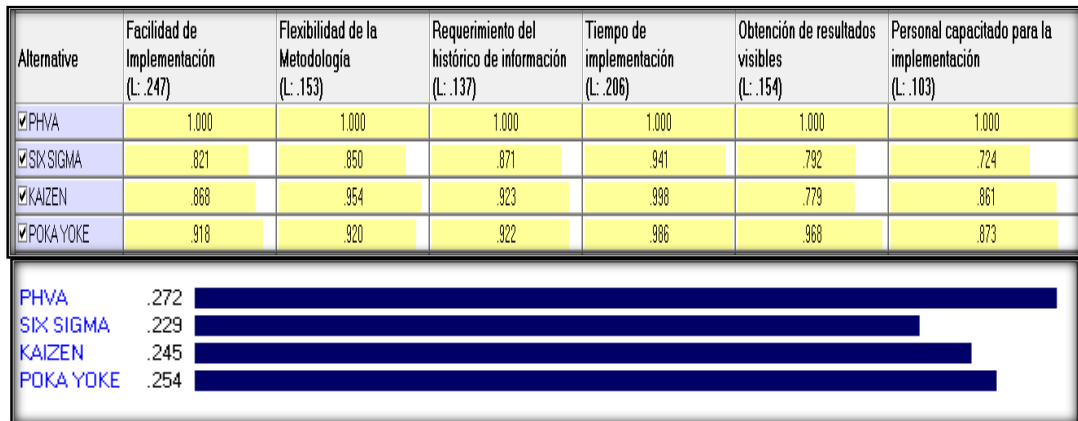 Alternative Facilidad de Implementación (L: .247) Flexibilidad de la Metodología (L: .153) Requerimiento del histórico de información (L: .137) Tiempo de implementación (L: .206) Obtención de resultados visibles (L: .154) Personal capacitado para la implementación (L: .103)
PHVA 1.000 1.000 1.000 1.000 1.000 1.000
SIX SIGMA .821 .850 .871 .941 .792 .724
KAIZEN .868 .954 .923 .998 .779 .861
POKA YOKE .918 .920 .922 .986 .968 .873
PHVA .272
SIX SIGMA .229
KAIZEN .245
POKA YOKE .254